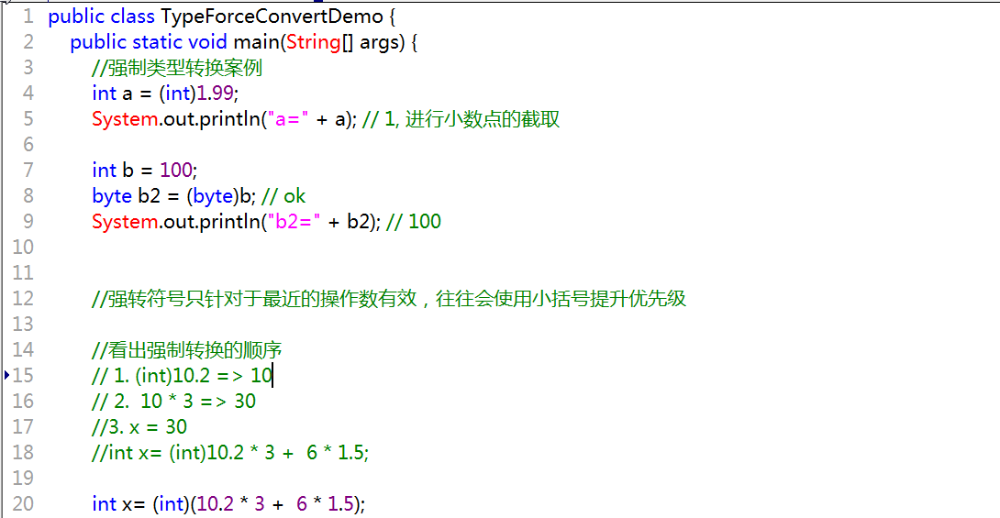 1 public class TypeForceConvertDemo {
2 public static void main(String[] args) {
3 //强制类型转换案例
4 int a = (int)1.99;
5 System.out.println("a=" + a); // 1, 进行小数点的截取
6
7 int b = 100;
8 byte b2 = (byte)b; // ok
9 System.out.println("b2=" + b2); // 100
10
11
12 //强转符号只针对于最近的操作数有效，往往会使用小括号提升优先级
13
14 //看出强制转换的顺序
15 // 1. (int)10.2 => 10
16 // 2.  10 * 3 => 30
17 //3. x = 30
18 //int x= (int)10.2 * 3 +  6 * 1.5;
19
20 int x= (int)(10.2 * 3 +  6 * 1.5);